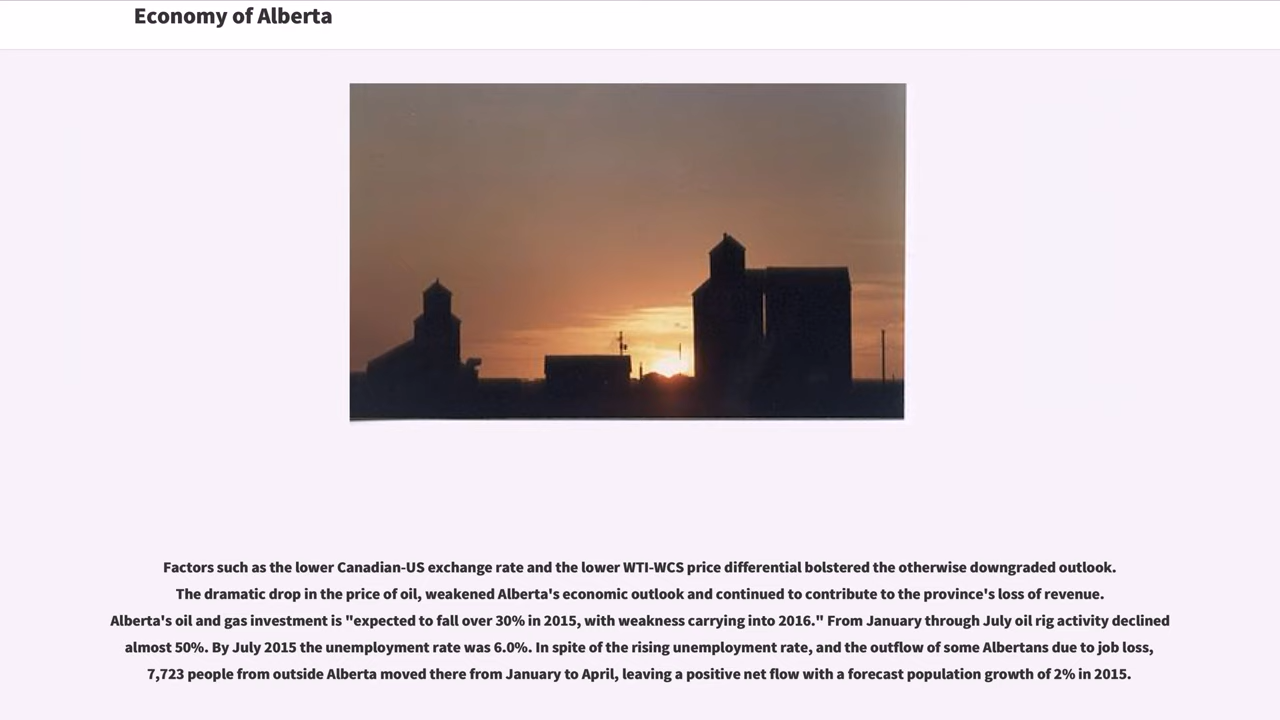 Economy of Alberta
Factors such as the lower Canadian-US exchange rate and the lower WTI-WCS price differential bolstered the otherwise downgraded outlook.
The dramatic drop in the price of oil, weakened Alberta's economic outlook and continued to contribute to the province's loss of revenue.
Alberta's oil and gas investment is "expected to fall over 30% in 2015, with weakness carrying into 2016." From January through July oil rig activity declined
almost 50%. By July 2015 the unemployment rate was 6.0%. In spite of the rising unemployment rate, and the outflow of some Albertans due to job loss,
7,723 people from outside Alberta moved there from January to April, leaving a positive net flow with a forecast population growth of 2% in 2015.